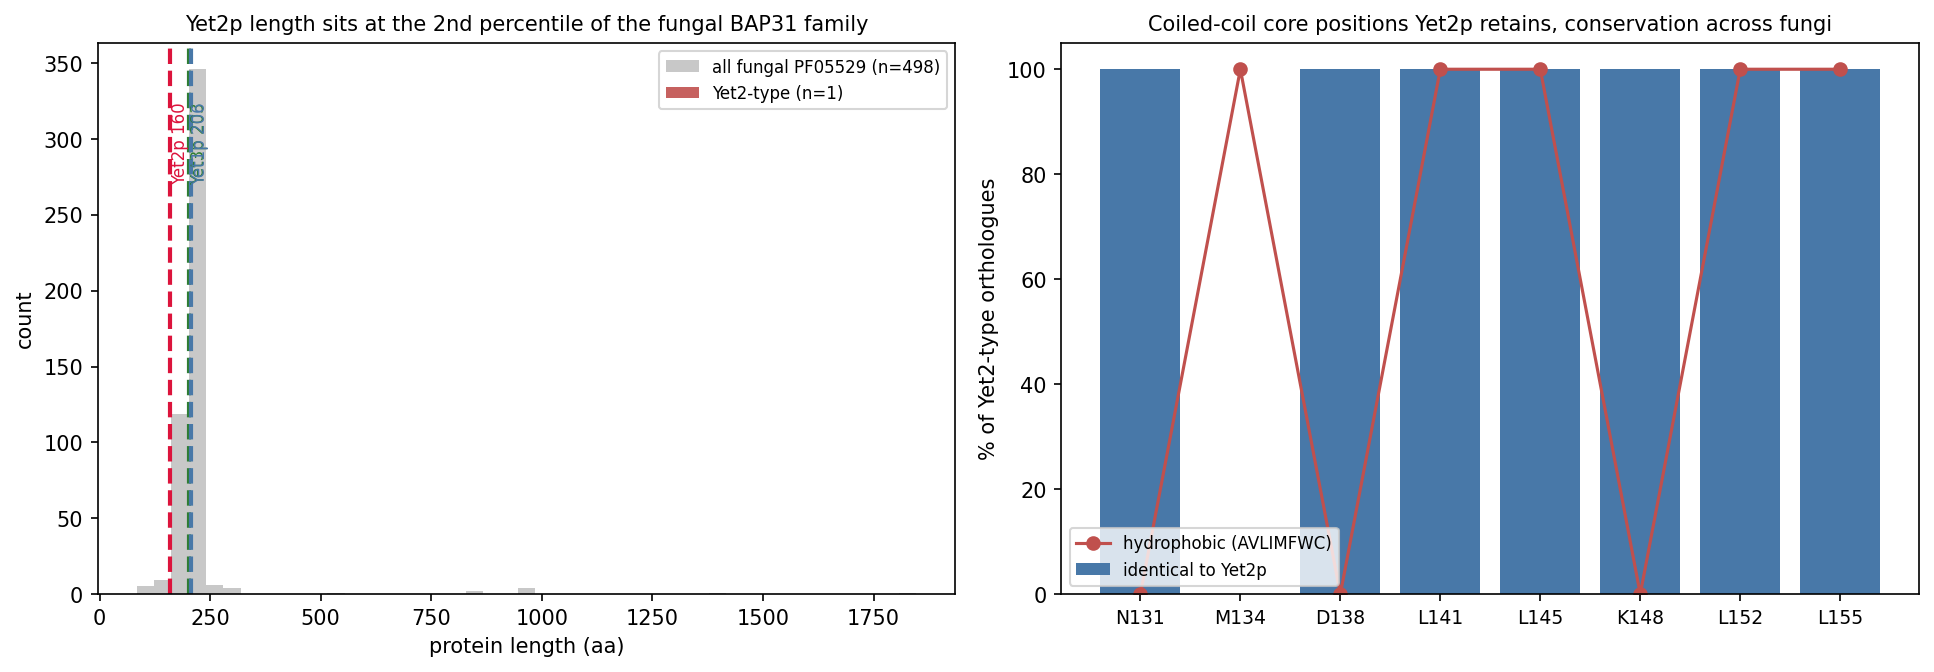 Yet2p length sits at the 2nd percentile of the fungal BAP31 family
350
300
250
200
150
100
50
0
count
all fungal PF05529 (n=498)
Yet2-type (n=1)
Yet2p 160
0
250
500
750
1000
1250
1500
1750
protein length (aa)
Coiled-coil core positions Yet2p retains, conservation across fungi
100
80
60
40
20
0
% of Yet2-type orthologues
hydrophobic (AVLIMFWC)
identical to Yet2p
N131
M134
D138
L141
L145
K148
L152
L155